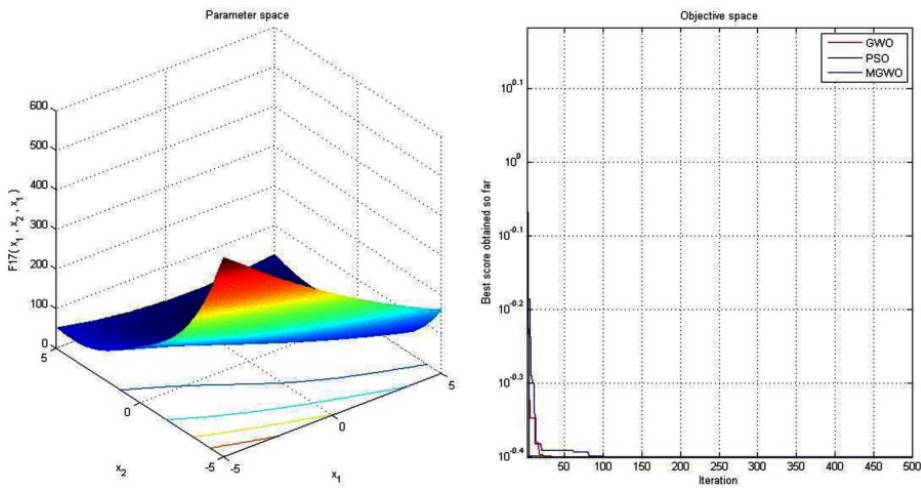 Parameter space
600
500
400
300
200
100
0
F17( x1 , x2 , x1 )
5
0
-5
x2
-5
0
5
x1
Objective space
GWO
PSO
MGWO
10^0.1
10^0
10^-0.1
10^-0.2
10^-0.3
10^-0.4
Best score obtained so far
50 100 150 200 250 300 350 400 450 500
Iteration